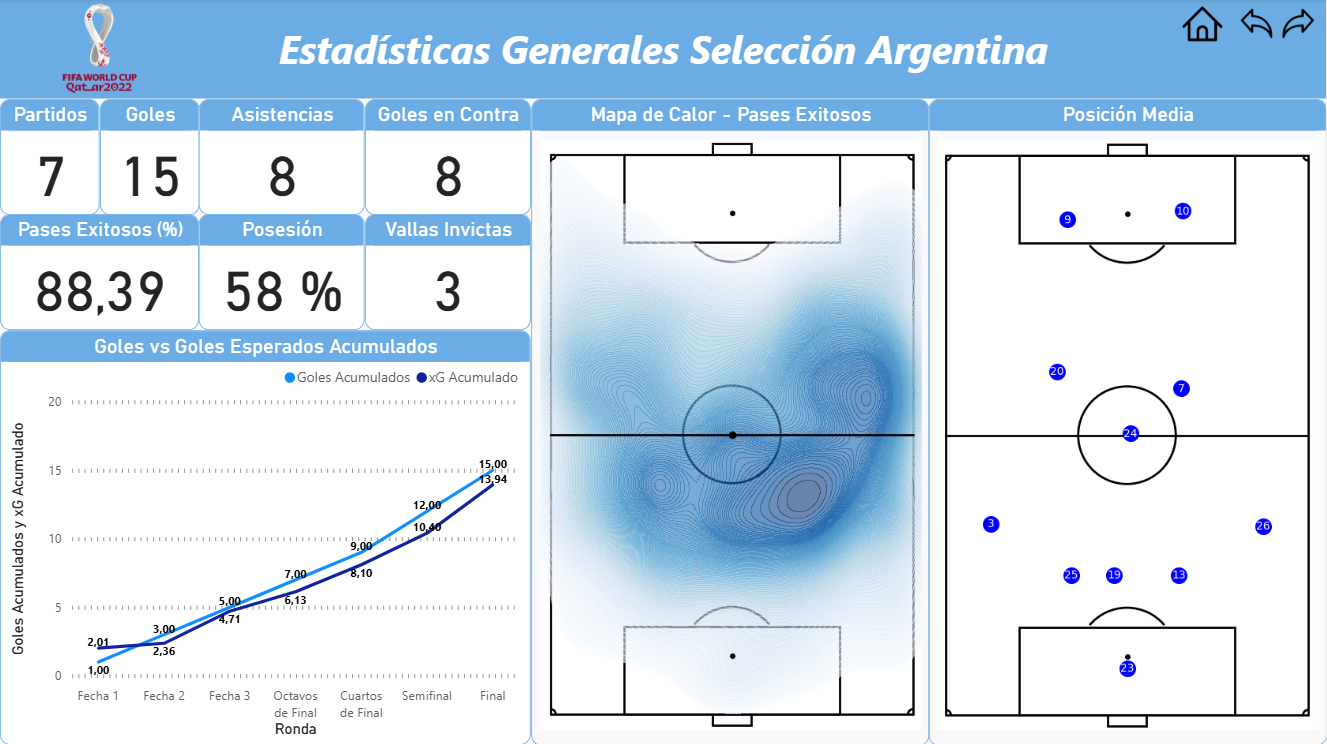 FIFA WORLD CUP
Qatar2022
Estadísticas Generales Selección Argentina
Partidos
7
Goles
15
Asistencias
8
Goles en Contra
8
Pases Exitosos (%)
88,39
Posesión
58 %
Vallas Invictas
3
Goles vs Goles Esperados Acumulados
Goles Acumulados
xG Acumulado
Goles Acumulados y xG Acumulado
20
15
10
5
0
2,01
1,00
3,00
2,36
5,00
4,71
7,00
6,13
9,00
8,10
12,00
10,40
15,00
13,94
Fecha 1
Fecha 2
Fecha 3
Octavos
de Final
Cuartos
de Final
Semifinal
Final
Ronda
Mapa de Calor - Pases Exitosos
Posición Media
9
10
20
7
24
3
26
25
19
13
23